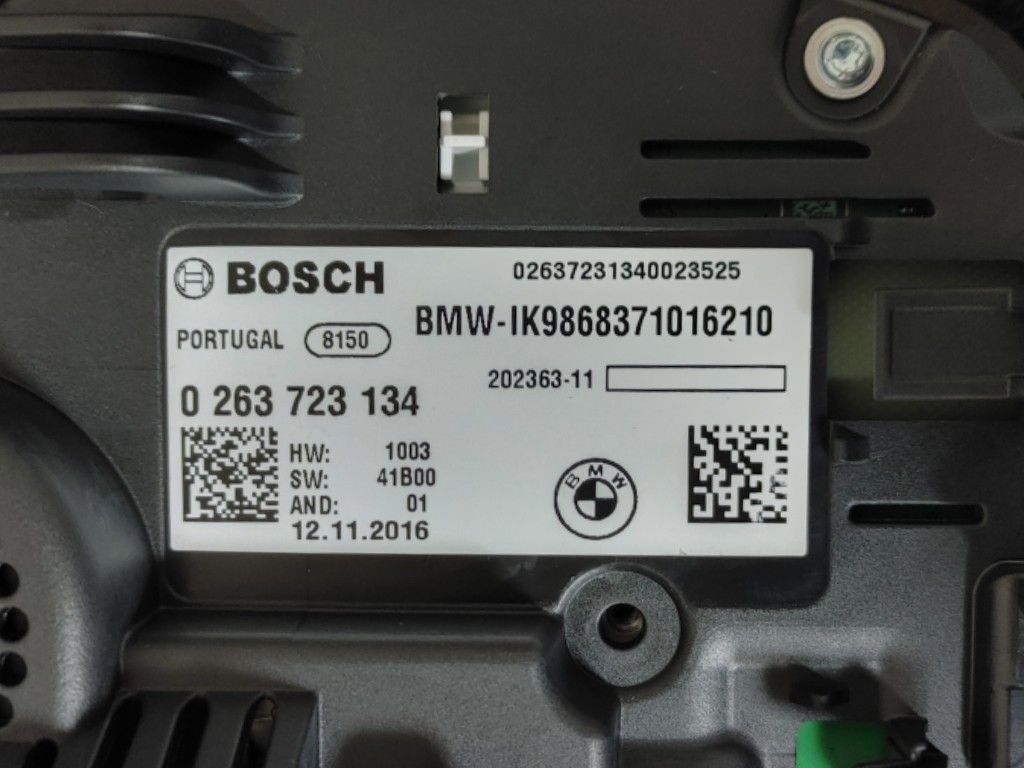 BOSCH
02637231340023525
PORTUGAL 8150
BMW-IK9868371016210
202363-11
0 263 723 134
HW: 1003
SW: 41B00
AND: 01
12.11.2016
BMW